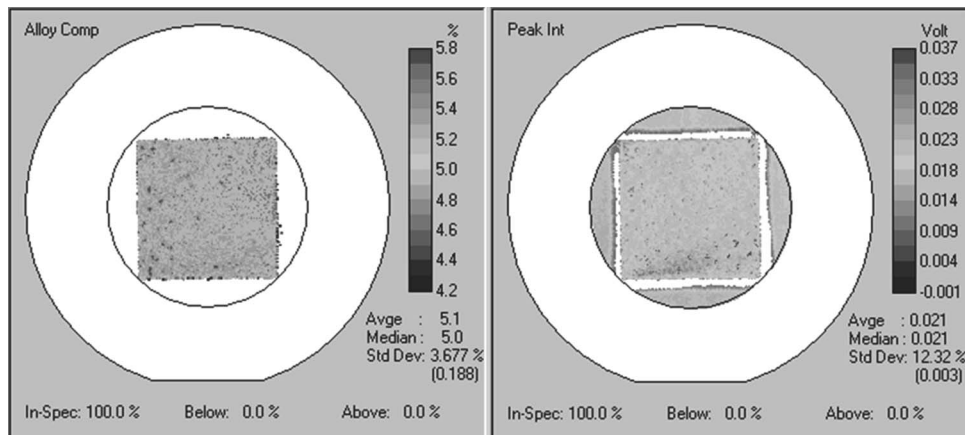 Alloy Comp
%
5.8
5.6
5.4
5.2
5.0
4.8
4.6
4.4
4.2
Avge : 5.1
Median : 5.0
Std Dev: 3.677 %
(0.188)
In-Spec: 100.0 % Below: 0.0 % Above: 0.0 %
Peak Int
Volt
0.037
0.033
0.028
0.023
0.018
0.014
0.009
0.004
-0.001
Avge : 0.021
Median : 0.021
Std Dev: 12.32 %
(0.003)
In-Spec: 100.0 % Below: 0.0 % Above: 0.0 %